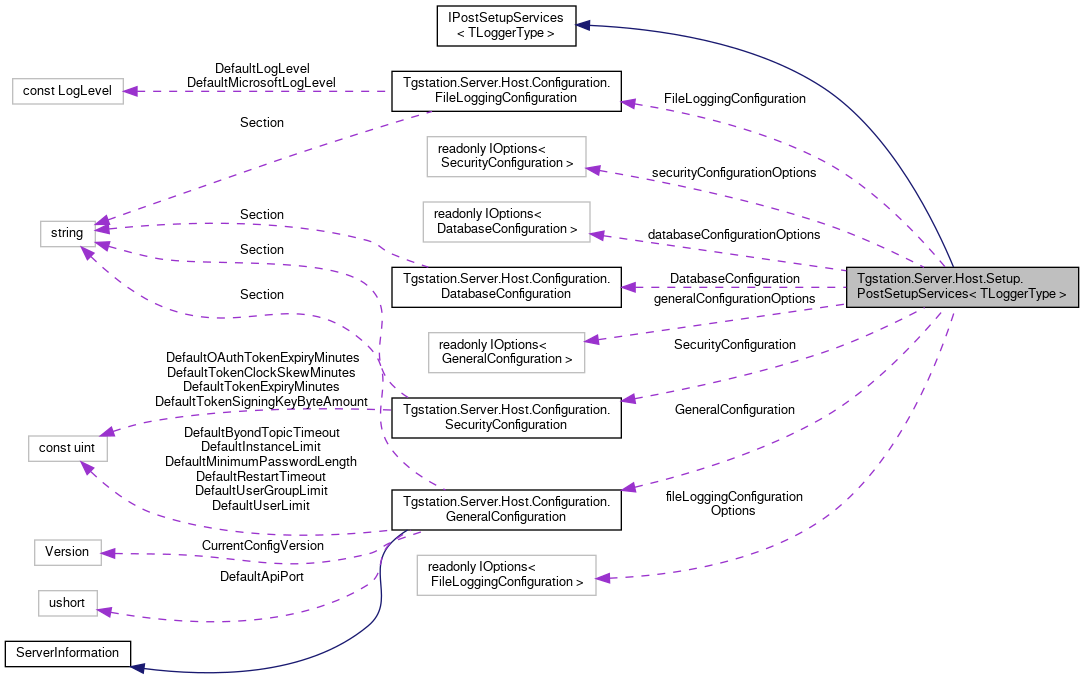 IPostSetupServices
< TLoggerType >
DefaultLogLevel
DefaultMicrosoftLogLevel
const LogLevel
Tgstation.Server.Host.Configuration.
FileLoggingConfiguration
FileLoggingConfiguration
Section
readonly IOptions<
SecurityConfiguration >
securityConfigurationOptions
string
Section
readonly IOptions<
DatabaseConfiguration >
databaseConfigurationOptions
Section
Tgstation.Server.Host.Configuration.
DatabaseConfiguration
DatabaseConfiguration
Tgstation.Server.Host.Setup.
PostSetupServices< TLoggerType >
Section
generalConfigurationOptions
readonly IOptions<
GeneralConfiguration >
SecurityConfiguration
DefaultOAuthTokenExpiryMinutes
DefaultTokenClockSkewMinutes
DefaultTokenExpiryMinutes
DefaultTokenSigningKeyByteAmount
Tgstation.Server.Host.Configuration.
SecurityConfiguration
GeneralConfiguration
const uint
DefaultByondTopicTimeout
DefaultInstanceLimit
DefaultMinimumPasswordLength
DefaultRestartTimeout
DefaultUserGroupLimit
DefaultUserLimit
Tgstation.Server.Host.Configuration.
GeneralConfiguration
fileLoggingConfiguration
Options
Version
CurrentConfigVersion
readonly IOptions<
FileLoggingConfiguration >
DefaultApiPort
ushort
ServerInformation